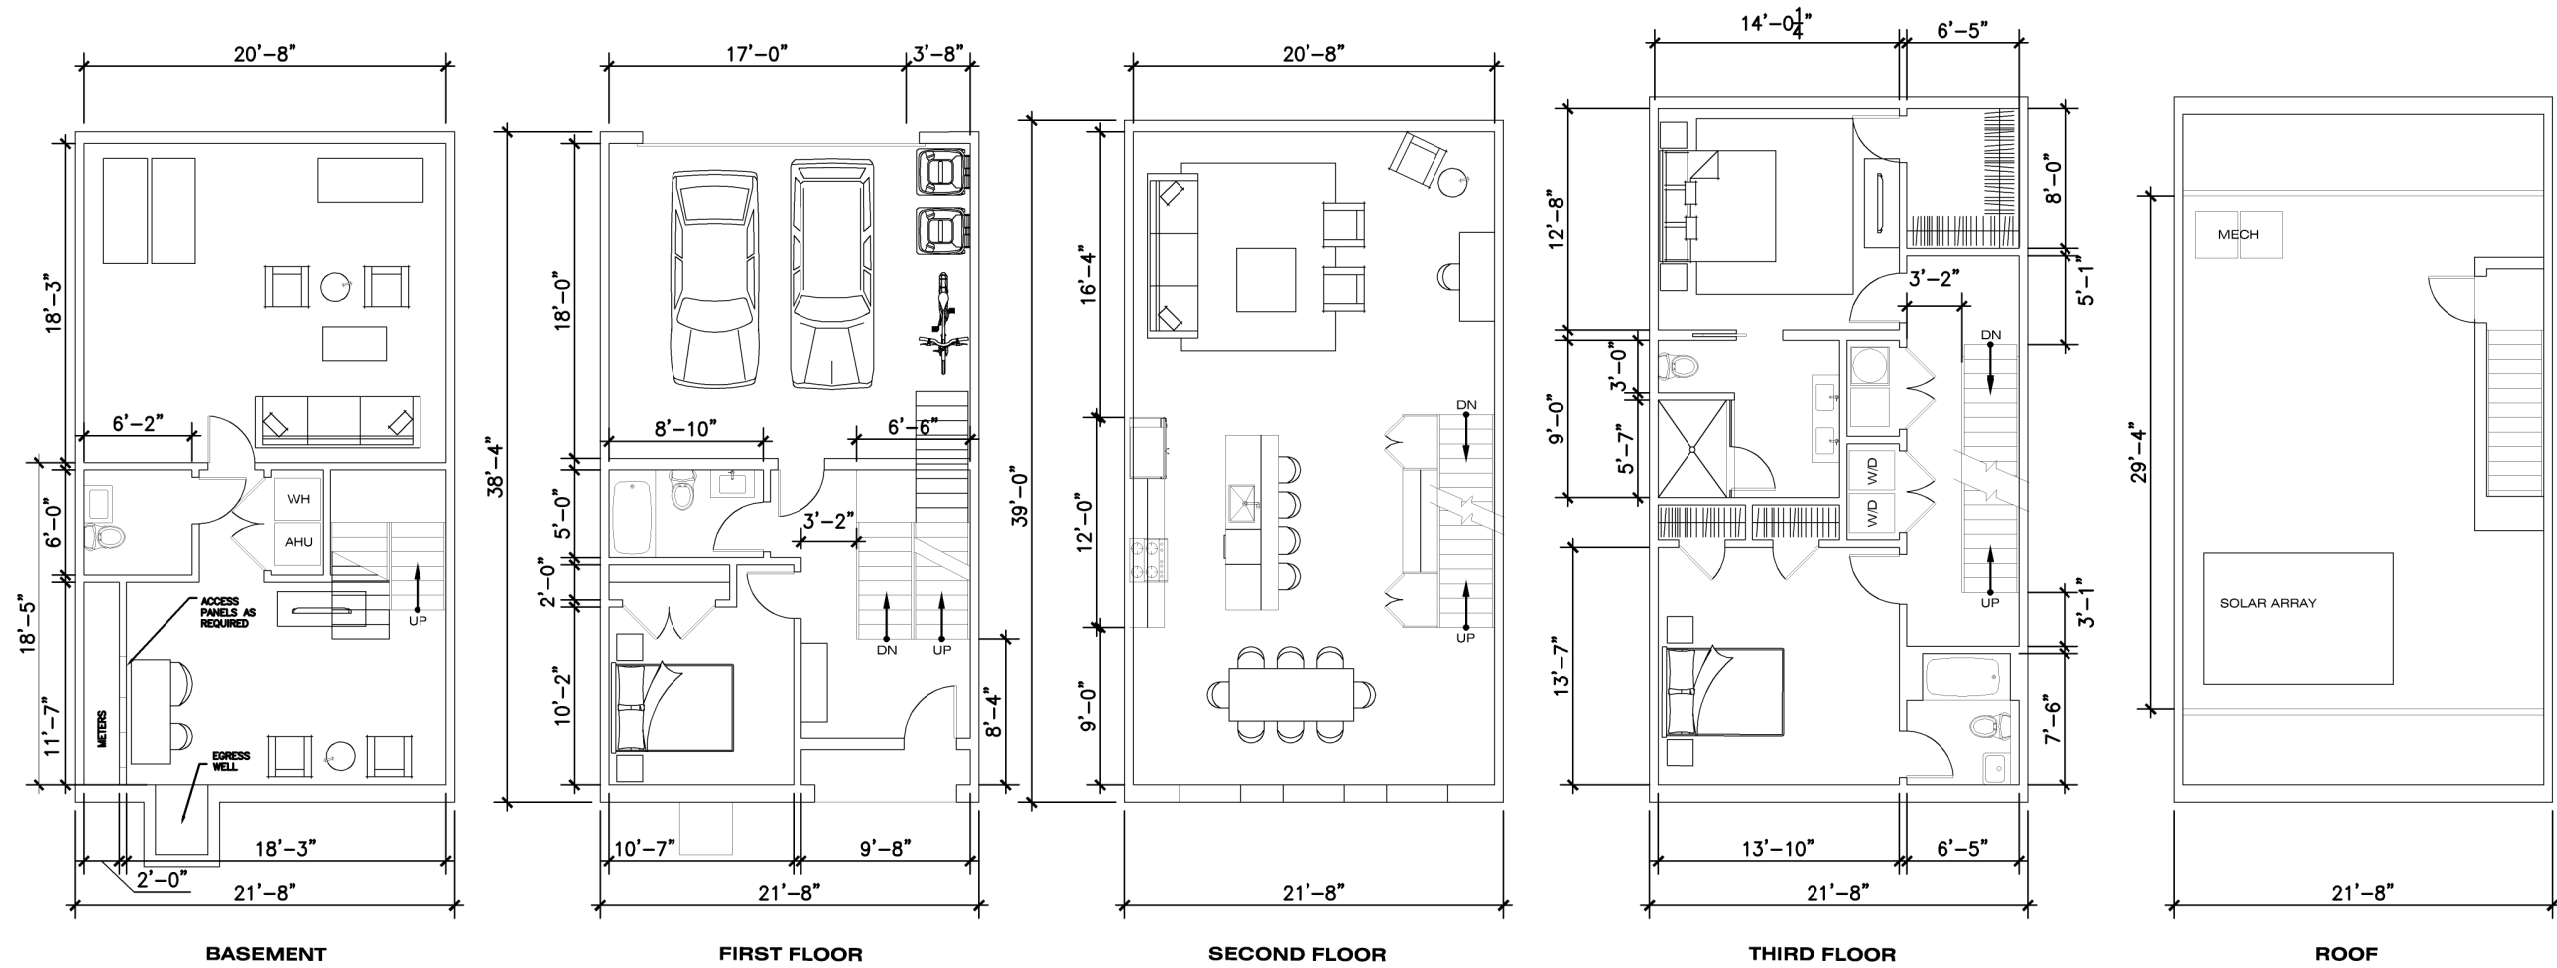 20'-8"
18'-3"
6'-2"
6'-0"
18'-5"
11'-7"
WH
AHU
UP
ACCESS
PANELS AS
REQUIRED
METERS
EGRESS
WELL
18'-3"
2'-0"
21'-8"
BASEMENT
17'-0"
3'-8"
38'-4"
18'-0"
8'-10"
6'-6"
5'-0"
3'-2"
2'-0"
10'-2"
DN
UP
8'-4"
10'-7"
9'-8"
21'-8"
FIRST FLOOR
20'-8"
39'-0"
16'-4"
12'-0"
9'-0"
DN
UP
21'-8"
SECOND FLOOR
14'-0 1/4"
6'-5"
12'-8"
8'-0"
5'-1"
3'-2"
DN
3'-0"
9'-0"
5'-7"
W/D
W/D
UP
3'-1"
13'-7"
7'-6"
13'-10"
6'-5"
21'-8"
THIRD FLOOR
MECH
29'-4"
SOLAR ARRAY
21'-8"
ROOF